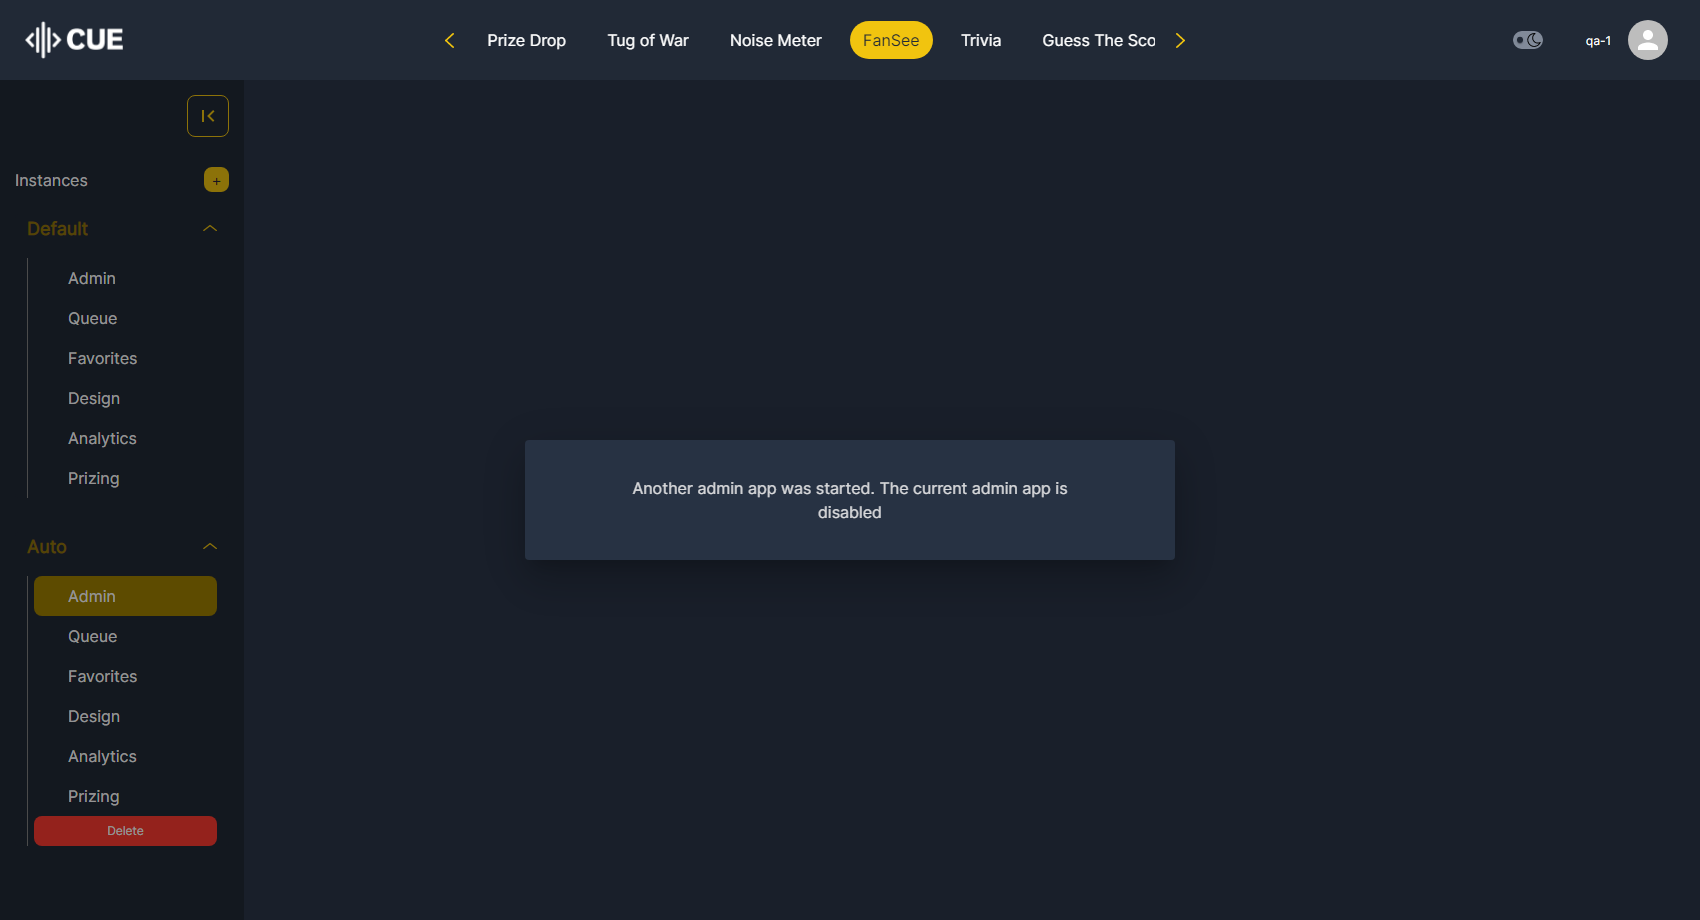 CUE
Prize Drop
Tug of War
Noise Meter
FanSee
Trivia
Guess The Sco
qa-1
Instances
+
Default
Admin
Queue
Favorites
Design
Analytics
Prizing
Auto
Admin
Queue
Favorites
Design
Analytics
Prizing
Delete
Another admin app was started. The current admin app is
disabled